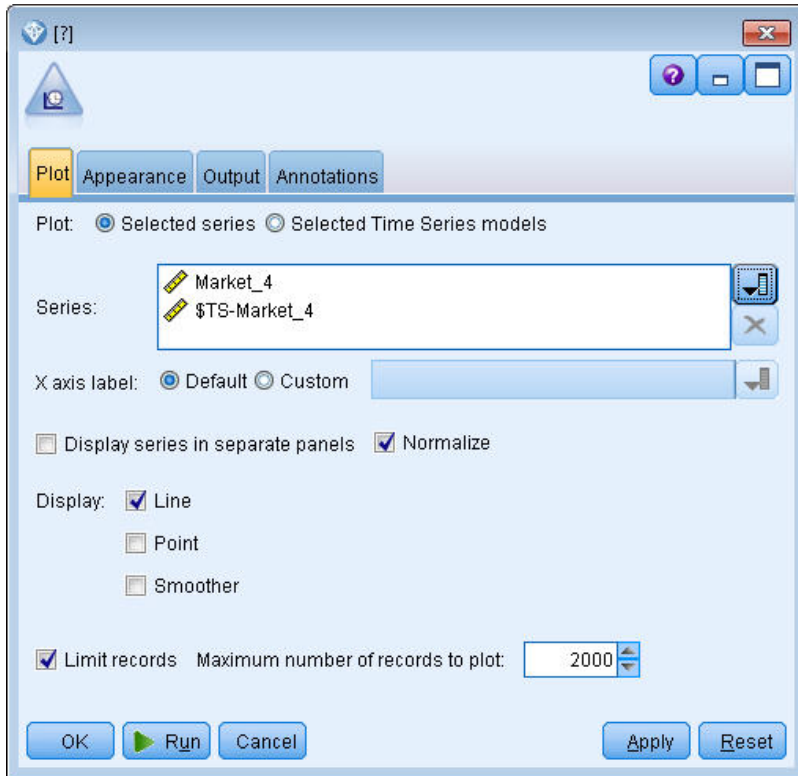 [?]
Plot Appearance Output Annotations
Plot: Selected series Selected Time Series models
Market_4
Series: $TS-Market_4
X axis label: Default Custom
Display series in separate panels Normalize
Display: Line
Point
Smoother
Limit records Maximum number of records to plot: 2000
OK Run Cancel Apply Reset